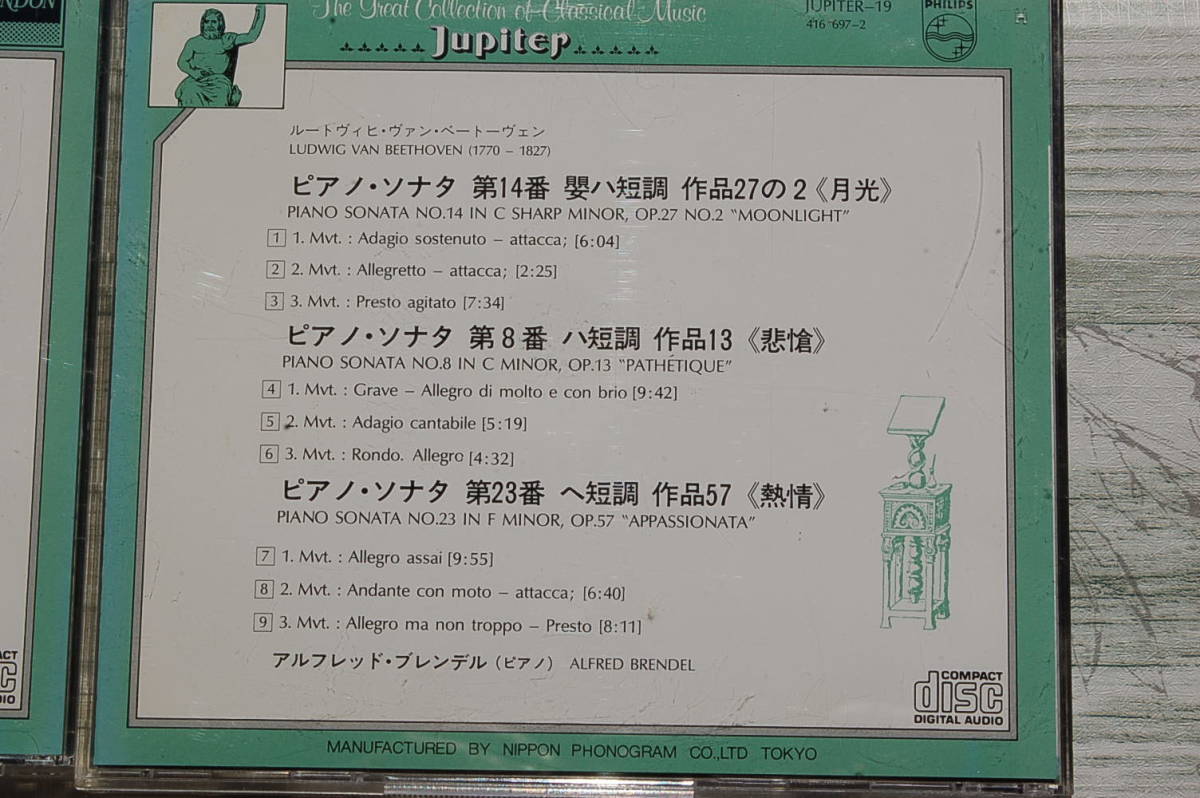 The Great Collection of Classical Music
Jupiter
JUPITER-19
416 697-2
PHILIPS
ルートヴィヒ・ヴァン・ベートーヴェン
LUDWIG VAN BEETHOVEN (1770 – 1827)
ピアノ・ソナタ 第14番 嬰ハ短調 作品27の2《月光》
PIANO SONATA NO.14 IN C SHARP MINOR, OP.27 NO.2 “MOONLIGHT”
1 1. Mvt. : Adagio sostenuto – attacca; [6:04]
2 2. Mvt. : Allegretto – attacca; [2:25]
3 3. Mvt. : Presto agitato [7:34]
ピアノ・ソナタ 第8番 ハ短調 作品13《悲愴》
PIANO SONATA NO.8 IN C MINOR, OP.13 “PATHÉTIQUE”
4 1. Mvt. : Grave – Allegro di molto e con brio [9:42]
5 2. Mvt. : Adagio cantabile [5:19]
6 3. Mvt. : Rondo. Allegro [4:32]
ピアノ・ソナタ 第23番 ヘ短調 作品57《熱情》
PIANO SONATA NO.23 IN F MINOR, OP.57 “APPASSIONATA”
7 1. Mvt. : Allegro assai [9:55]
8 2. Mvt. : Andante con moto – attacca; [6:40]
9 3. Mvt. : Allegro ma non troppo – Presto [8:11]
アルフレッド・ブレンデル（ピアノ） ALFRED BRENDEL
COMPACT
disc
DIGITAL AUDIO
MANUFACTURED BY NIPPON PHONOGRAM CO.,LTD TOKYO